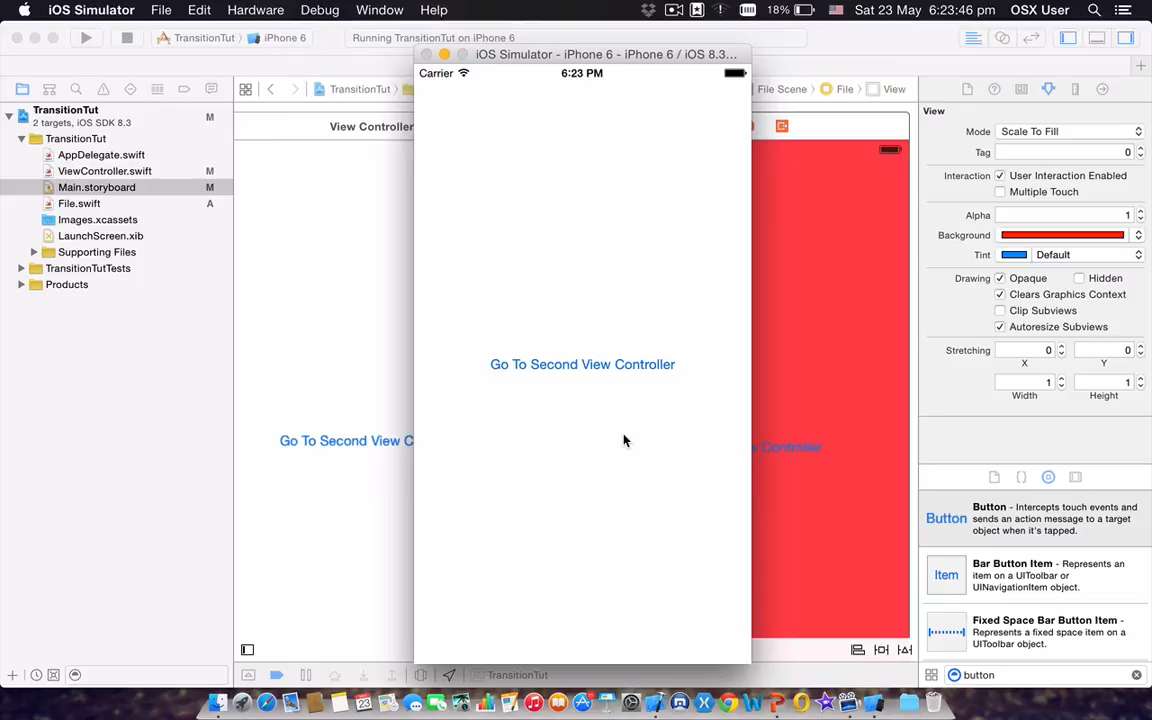 iOS Simulator File Edit Hardware Debug Window Help 18% Sat 23 May 6:23:46 pm OSX User
TransitionTut iPhone 6 Running TransitionTut on iPhone 6
iOS Simulator - iPhone 6 - iPhone 6 / iOS 8.3...
Carrier 6:23 PM
TransitionTut File Scene File View
TransitionTut M
2 targets, iOS SDK 8.3
TransitionTut
AppDelegate.swift
ViewController.swift M
Main.storyboard M
File.swift A
Images.xcassets
LaunchScreen.xib
Supporting Files
TransitionTutTests
Products
View Controller
Go To Second View C
Go To Second View Controller
w Controller
View
Mode Scale To Fill
Tag 0
Interaction User Interaction Enabled
Multiple Touch
Alpha 1
Background
Tint Default
Drawing Opaque Hidden
Clears Graphics Context
Clip Subviews
Autoresize Subviews
Stretching 0 0
X Y
1 1
Width Height
Button
Button - Intercepts touch events and
sends an action message to a target
object when it's tapped.
Item
Bar Button Item - Represents an
item on a UIToolbar or
UINavigationItem object.
Fixed Space Bar Button Item -
Represents a fixed space item on a
UIToolbar object.
TransitionTut
button